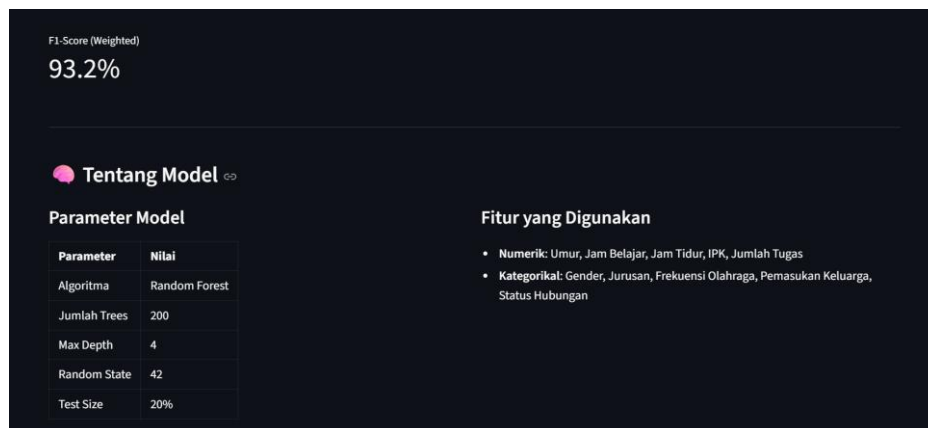 F1-Score (Weighted)
93.2%
Tentang Model
Parameter Model
Parameter Nilai
Algoritma Random Forest
Jumlah Trees 200
Max Depth 4
Random State 42
Test Size 20%
Fitur yang Digunakan
• Numerik: Umur, Jam Belajar, Jam Tidur, IPK, Jumlah Tugas
• Kategorikal: Gender, Jurusan, Frekuensi Olahraga, Pemasukan Keluarga,
Status Hubungan